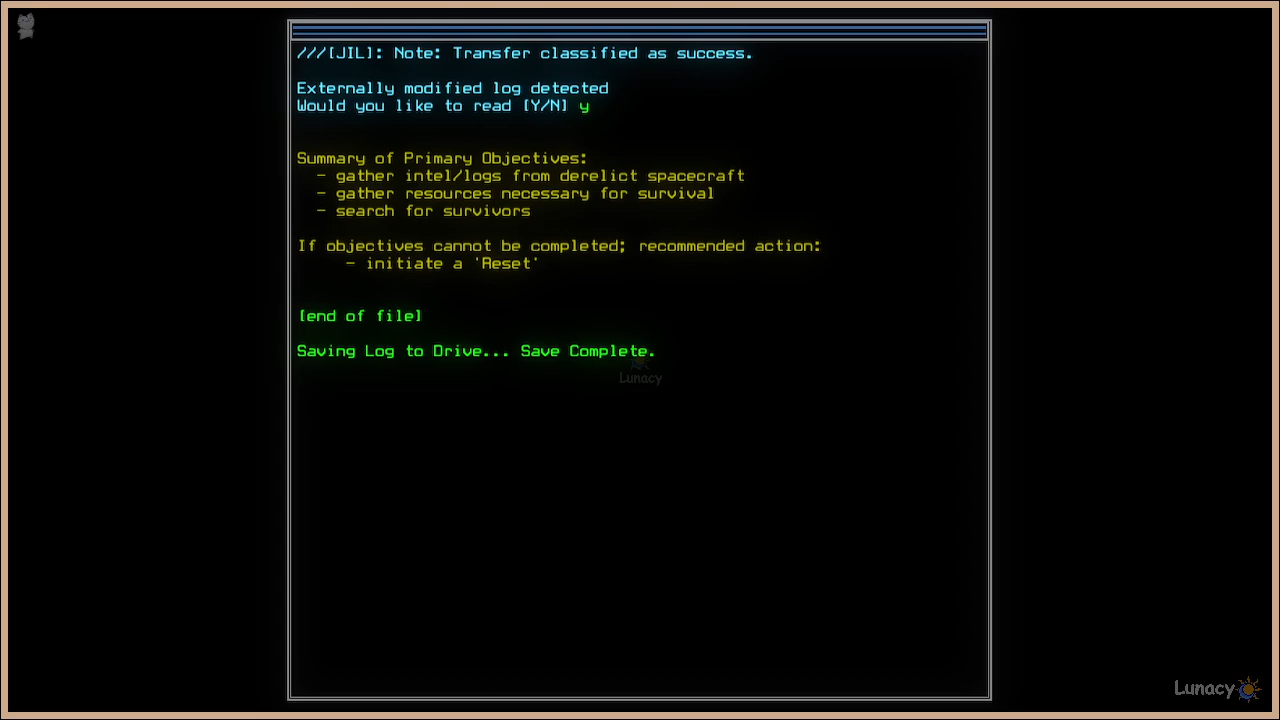 ///[JIL]: Note: Transfer classified as success.
Externally modified log detected
Would you like to read [Y/N] y
Summary of Primary Objectives:
- gather intel/logs from derelict spacecraft
- gather resources necessary for survival
- search for survivors
If objectives cannot be completed; recommended action:
- initiate a 'Reset'
[end of file]
Saving Log to Drive... Save Complete.
Lunacy
Lunacy